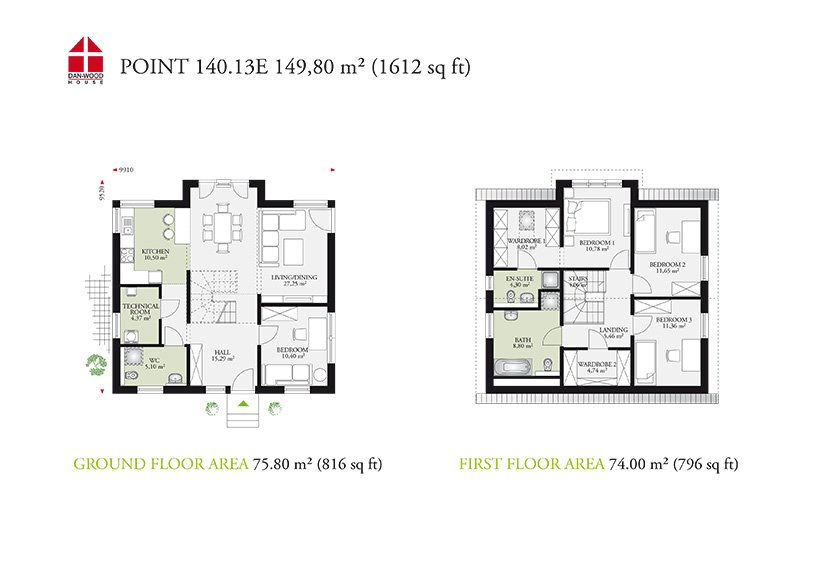 DAN-WOOD
HOUSE
POINT 140.13E 149,80 m² (1612 sq ft)
9910
9520
KITCHEN
10,50 m²
LIVING/DINING
27,25 m²
TECHNICAL
ROOM
4,37 m²
WC
5,10 m²
HALL
15,29 m²
BEDROOM
10,40 m²
WARDROBE 1
8,02 m²
BEDROOM 1
10,78 m²
BEDROOM 2
11,65 m²
EN-SUITE
4,30 m²
STAIRS
BEDROOM 3
11,36 m²
LANDING
5,46 m²
BATH
8,80 m²
WARDROBE 2
4,74 m²
GROUND FLOOR AREA 75.80 m² (816 sq ft)
FIRST FLOOR AREA 74.00 m² (796 sq ft)